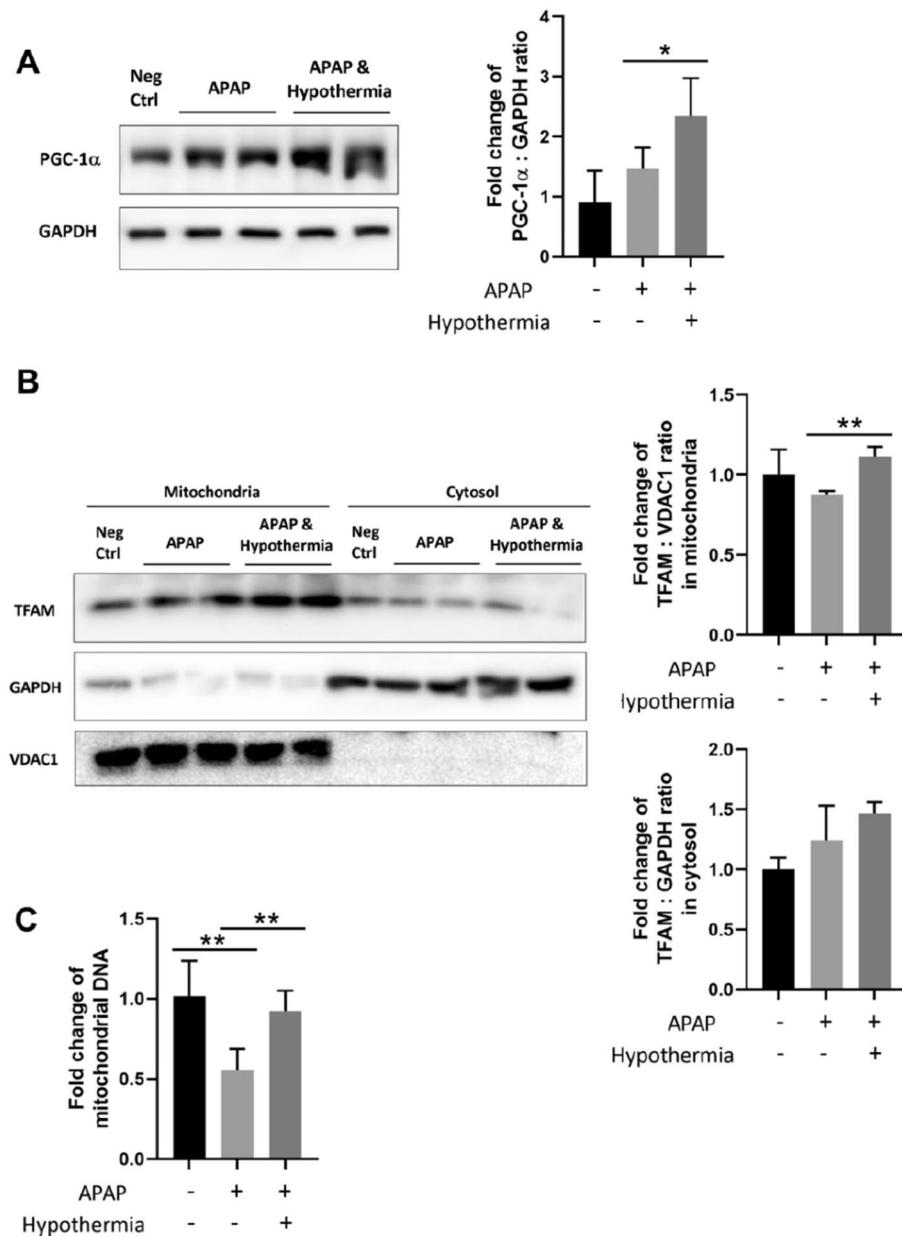 A
Neg
Ctrl
APAP
APAP &
Hypothermia
PGC-1α
GAPDH
Fold change of
PGC-1α : GAPDH ratio
4
3
2
1
0
*
APAP - + +
Hypothermia - - +
B
Mitochondria Cytosol
Neg
Ctrl
APAP
APAP &
Hypothermia
Neg
Ctrl
APAP
APAP &
Hypothermia
TFAM
GAPDH
VDAC1
Fold change of
TFAM : VDAC1 ratio
in mitochondria
1.5
1.0
0.5
0.0
**
APAP - + +
Iypothermia - - +
Fold change of
TFAM : GAPDH ratio
in cytosol
2.0
1.5
1.0
0.5
0.0
APAP - + +
Hypothermia - - +
C
Fold change of
mitochondrial DNA
1.5
1.0
0.5
0.0
**
**
APAP - + +
Hypothermia - - +